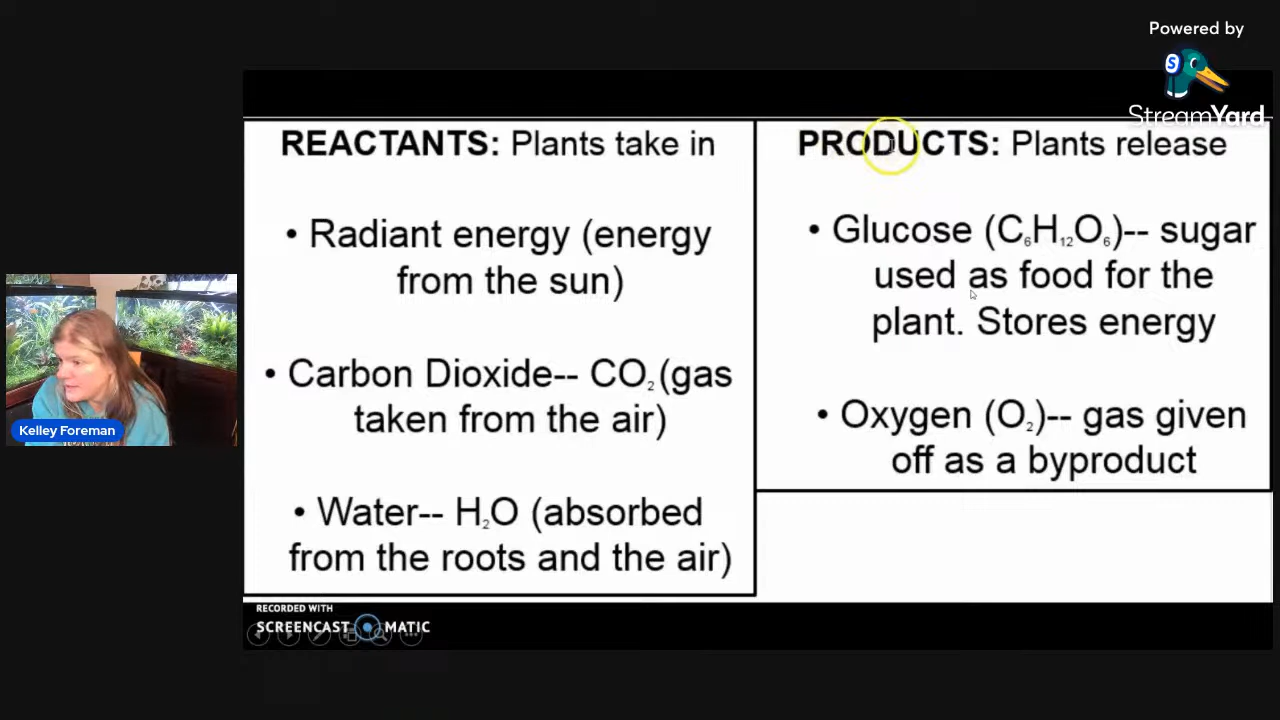 Powered by
StreamYard
REACTANTS: Plants take in
• Radiant energy (energy
from the sun)
• Carbon Dioxide-- CO₂ (gas
taken from the air)
• Water-- H₂O (absorbed
from the roots and the air)
PRODUCTS: Plants release
• Glucose (C₆H₁₂O₆)-- sugar
used as food for the
plant. Stores energy
• Oxygen (O₂)-- gas given
off as a byproduct
Kelley Foreman
RECORDED WITH
SCREENCAST MATIC